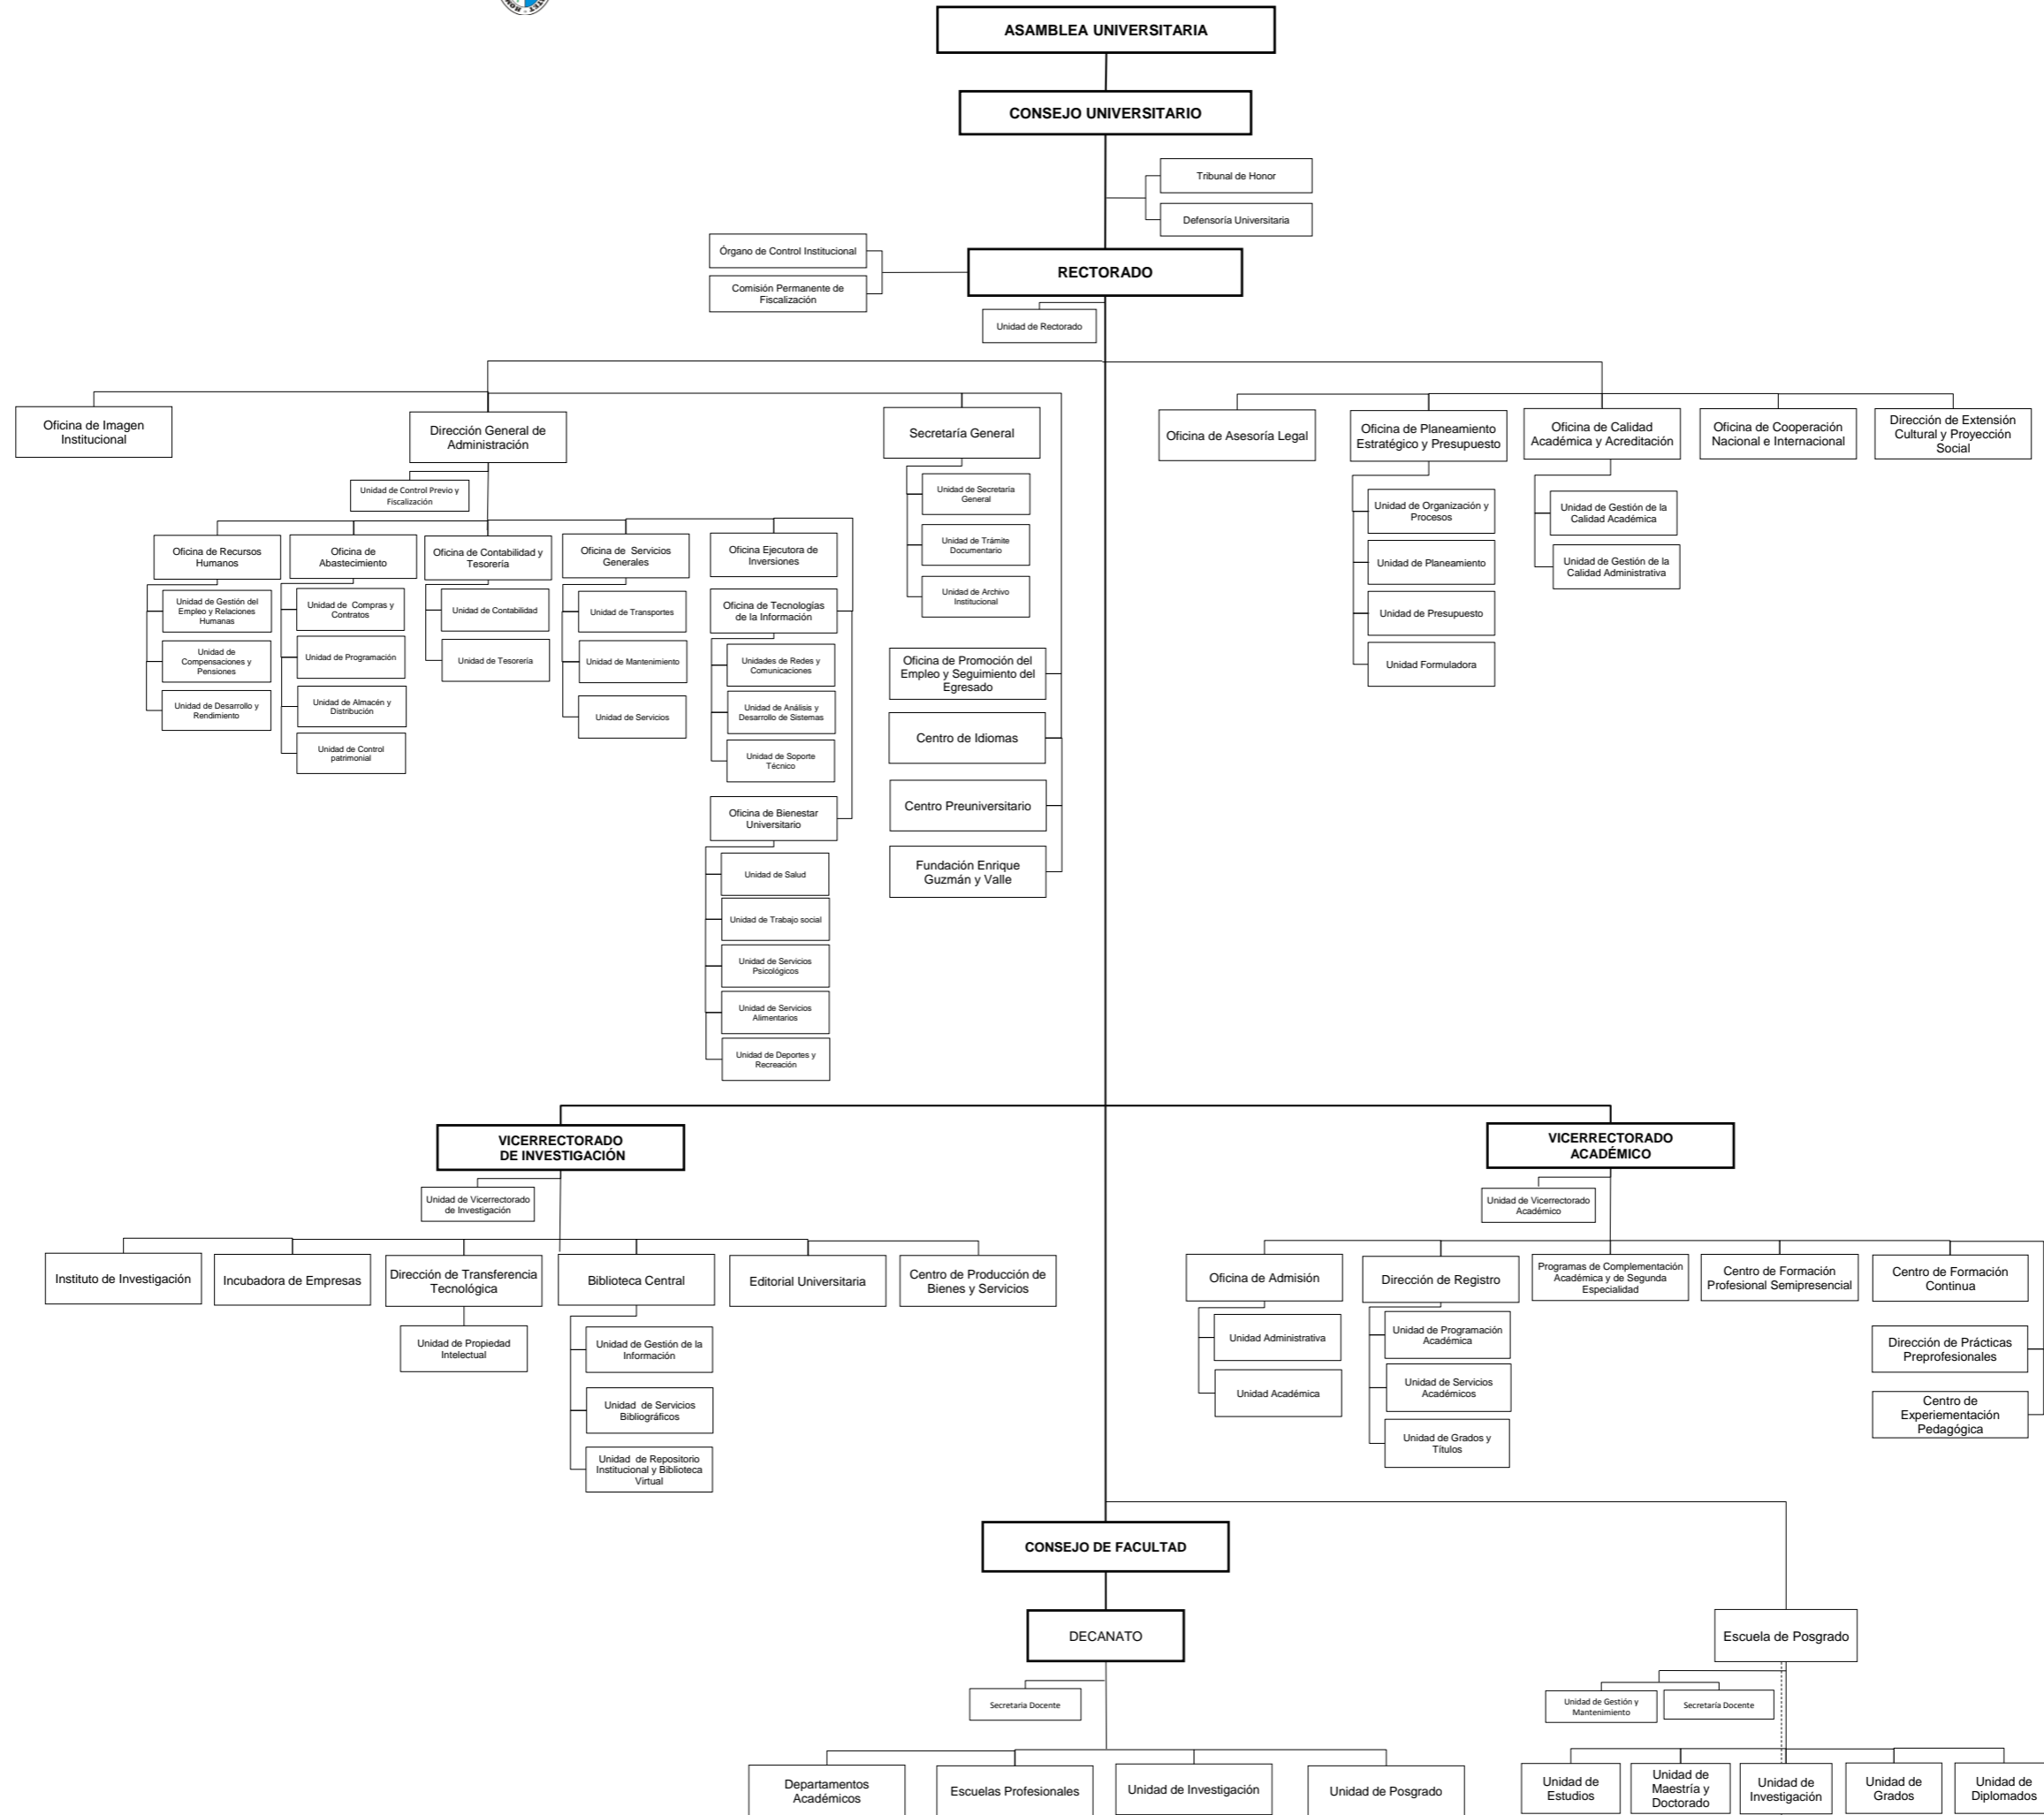 ASAMBLEA UNIVERSITARIA
CONSEJO UNIVERSITARIO
Tribunal de Honor
Defensoría Universitaria
Órgano de Control Institucional
Comisión Permanente de
Fiscalización
RECTORADO
Unidad de Rectorado
Oficina de Imagen
Institucional
Dirección General de
Administración
Secretaría General
Oficina de Asesoría Legal
Oficina de Planeamiento
Estratégico y Presupuesto
Oficina de Calidad
Académica y Acreditación
Oficina de Cooperación
Nacional e Internacional
Dirección de Extensión
Cultural y Proyección
Social
Unidad de Control Previo y
Fiscalización
Oficina de Recursos
Humanos
Unidad de Gestión del
Empleo y Relaciones
Humanas
Unidad de
Compensaciones y
Pensiones
Unidad de Desarrollo y
Rendimiento
Oficina de
Abastecimiento
Unidad de  Compras y
Contratos
Unidad de Programación
Unidad de Almacén y
Distribución
Unidad de Control
patrimonial
Oficina de Contabilidad y
Tesorería
Unidad de Contabilidad
Unidad de Tesorería
Oficina de  Servicios
Generales
Unidad de Transportes
Unidad de Mantenimiento
Unidad de Servicios
Oficina Ejecutora de
Inversiones
Oficina de Tecnologías
de la Información
Unidades de Redes y
Comunicaciones
Unidad de Análisis y
Desarrollo de Sistemas
Unidad de Soporte
Técnico
Oficina de Bienestar
Universitario
Unidad de Salud
Unidad de Trabajo social
Unidad de Servicios
Psicológicos
Unidad de Servicios
Alimentarios
Unidad de Deportes y
Recreación
Unidad de Secretaría
General
Unidad de Trámite
Documentario
Unidad de Archivo
Institucional
Oficina de Promoción del
Empleo y Seguimiento del
Egresado
Centro de Idiomas
Centro Preuniversitario
Fundación Enrique
Guzmán y Valle
Unidad de Organización y
Procesos
Unidad de Planeamiento
Unidad de Presupuesto
Unidad Formuladora
Unidad de Gestión de la
Calidad Académica
Unidad de Gestión de la
Calidad Administrativa
VICERRECTORADO
DE INVESTIGACIÓN
Unidad de Vicerrectorado
de Investigación
Instituto de Investigación
Incubadora de Empresas
Dirección de Transferencia
Tecnológica
Unidad de Propiedad
Intelectual
Biblioteca Central
Unidad de Gestión de la
Información
Unidad  de Servicios
Bibliográficos
Unidad  de Repositorio
Institucional y Biblioteca
Virtual
Editorial Universitaria
Centro de Producción de
Bienes y Servicios
VICERRECTORADO
ACADÉMICO
Unidad de Vicerrectorado
Académico
Oficina de Admisión
Unidad Administrativa
Unidad Académica
Dirección de Registro
Unidad de Programación
Académica
Unidad de Servicios
Académicos
Unidad de Grados y
Títulos
Programas de Complementación
Académica y de Segunda
Especialidad
Centro de Formación
Profesional Semipresencial
Centro de Formación
Continua
Dirección de Prácticas
Preprofesionales
Centro de
Experiementación
Pedagógica
CONSEJO DE FACULTAD
DECANATO
Secretaria Docente
Departamentos
Académicos
Escuelas Profesionales
Unidad de Investigación
Unidad de Posgrado
Escuela de Posgrado
Unidad de Gestión y
Mantenimiento
Secretaría Docente
Unidad de
Estudios
Unidad de
Maestría y
Doctorado
Unidad de
Investigación
Unidad de
Grados
Unidad de
Diplomados